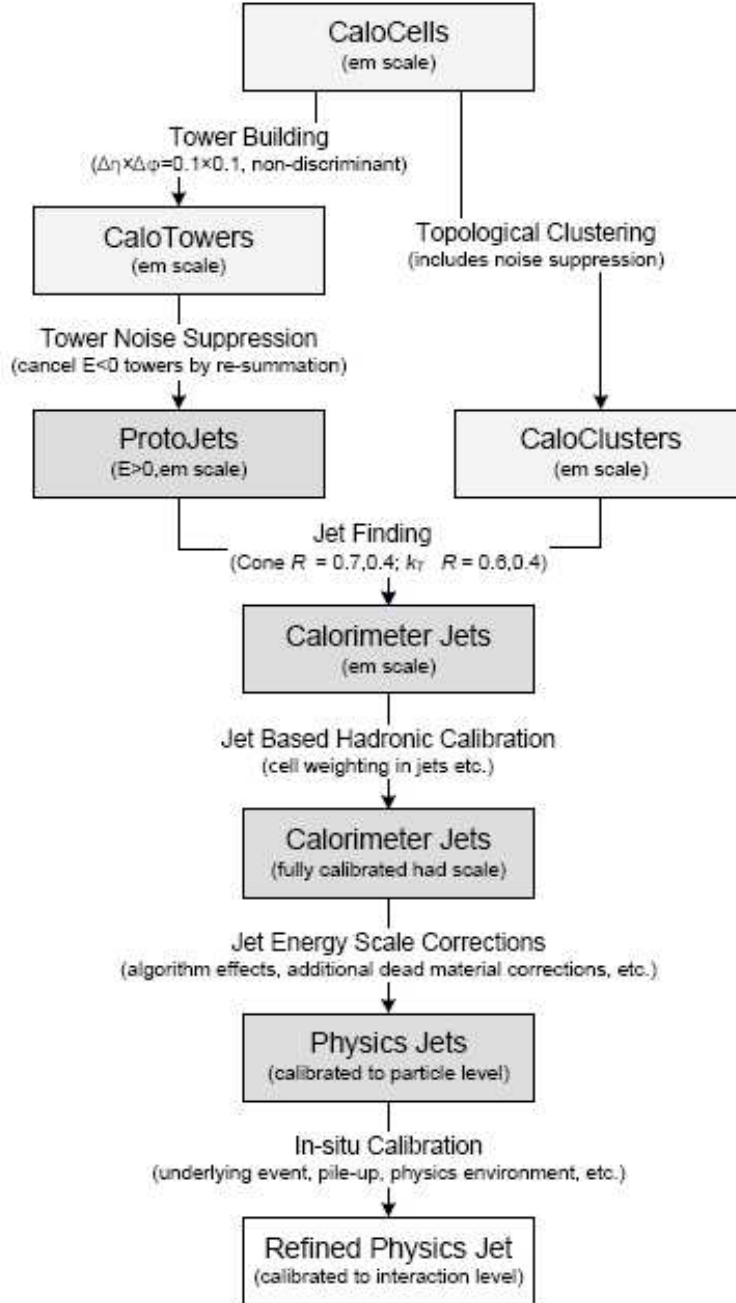 CaloCells
(em scale)
Tower Building
(Δη×Δφ=0.1×0.1, non-discriminant)
CaloTowers
(em scale)
Topological Clustering
(includes noise suppression)
Tower Noise Suppression
(cancel E<0 towers by re-summation)
ProtoJets
(E>0,em scale)
CaloClusters
(em scale)
Jet Finding
(Cone R = 0.7,0.4; kT R = 0.6,0.4)
Calorimeter Jets
(em scale)
Jet Based Hadronic Calibration
(cell weighting in jets etc.)
Calorimeter Jets
(fully calibrated had scale)
Jet Energy Scale Corrections
(algorithm effects, additional dead material corrections, etc.)
Physics Jets
(calibrated to particle level)
In-situ Calibration
(underlying event, pile-up, physics environment, etc.)
Refined Physics Jet
(calibrated to interaction level)